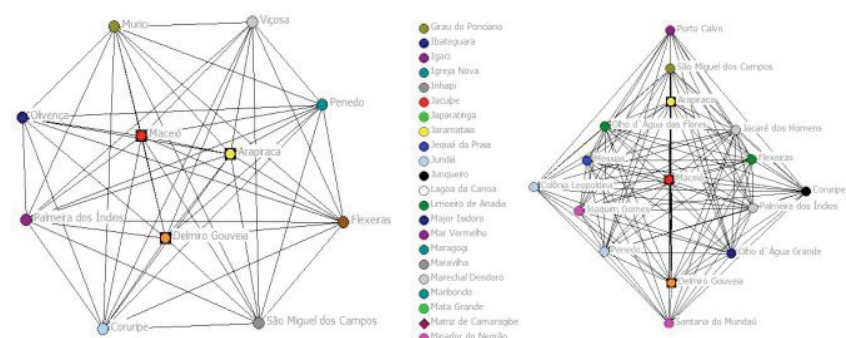 Murici
Viçosa
Olivença
Penedo
Maceió
Arapiraca
Palmeira dos Índios
Flexeiras
Delmiro Gouveia
Coruripe
São Miguel dos Campos
Girau do Ponciano
Ibateguara
Igaci
Igreja Nova
Inhapi
Jacuípe
Japaratinga
Jaramataia
Jequiá da Praia
Jundiá
Junqueiro
Lagoa da Canoa
Limoeiro de Anadia
Major Isidoro
Mar Vermelho
Maragogi
Maravilha
Marechal Deodoro
Maribondo
Mata Grande
Matriz de Camaragibe
Minador do Negrão
Porto Calvo
São Miguel dos Campos
Arapiraca
Olho d'Água das Flores
Jacaré dos Homens
Messias
Flexeiras
Maceió
Colônia Leopoldina
Coruripe
Joaquim Gomes
Palmeira dos Índios
Penedo
Olho d'Água Grande
Delmiro Gouveia
Santana do Mundaú